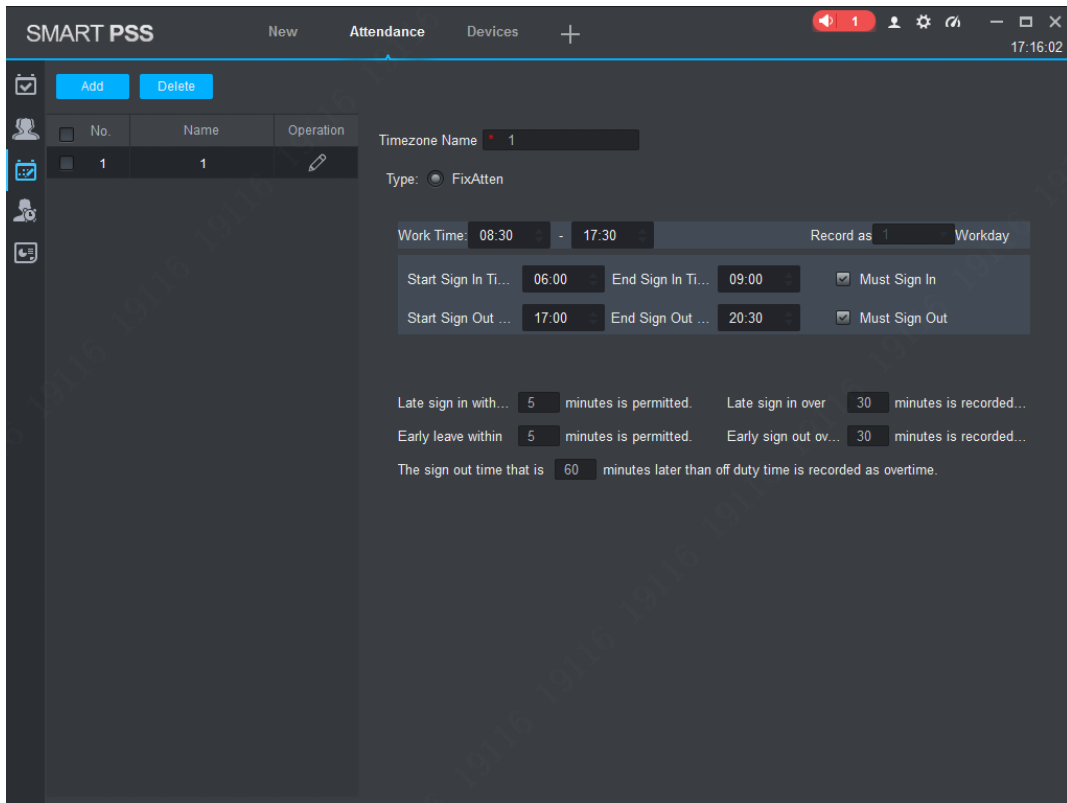 SMART PSS New Attendance Devices 1
17:16:02
Add Delete
No. Name Operation
1 1
Timezone Name * 1
Type: FixAtten
Work Time: 08:30 - 17:30 Record as 1 Workday
Start Sign In Ti... 06:00 End Sign In Ti... 09:00 Must Sign In
Start Sign Out ... 17:00 End Sign Out ... 20:30 Must Sign Out
Late sign in with... 5 minutes is permitted. Late sign in over 30 minutes is recorded...
Early leave within 5 minutes is permitted. Early sign out ov... 30 minutes is recorded...
The sign out time that is 60 minutes later than off duty time is recorded as overtime.
19116 19116 19116 19116 19116